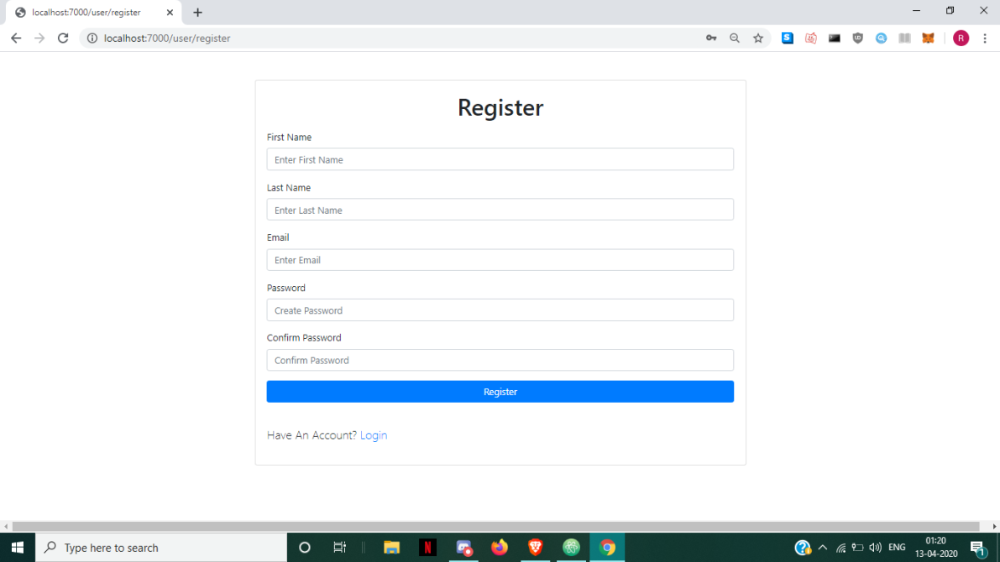 localhost:7000/user/register
localhost:7000/user/register
R
Register
First Name
Enter First Name
Last Name
Enter Last Name
Email
Enter Email
Password
Create Password
Confirm Password
Confirm Password
Register
Have An Account? Login
Type here to search
N
ENG
01:20
13-04-2020
1